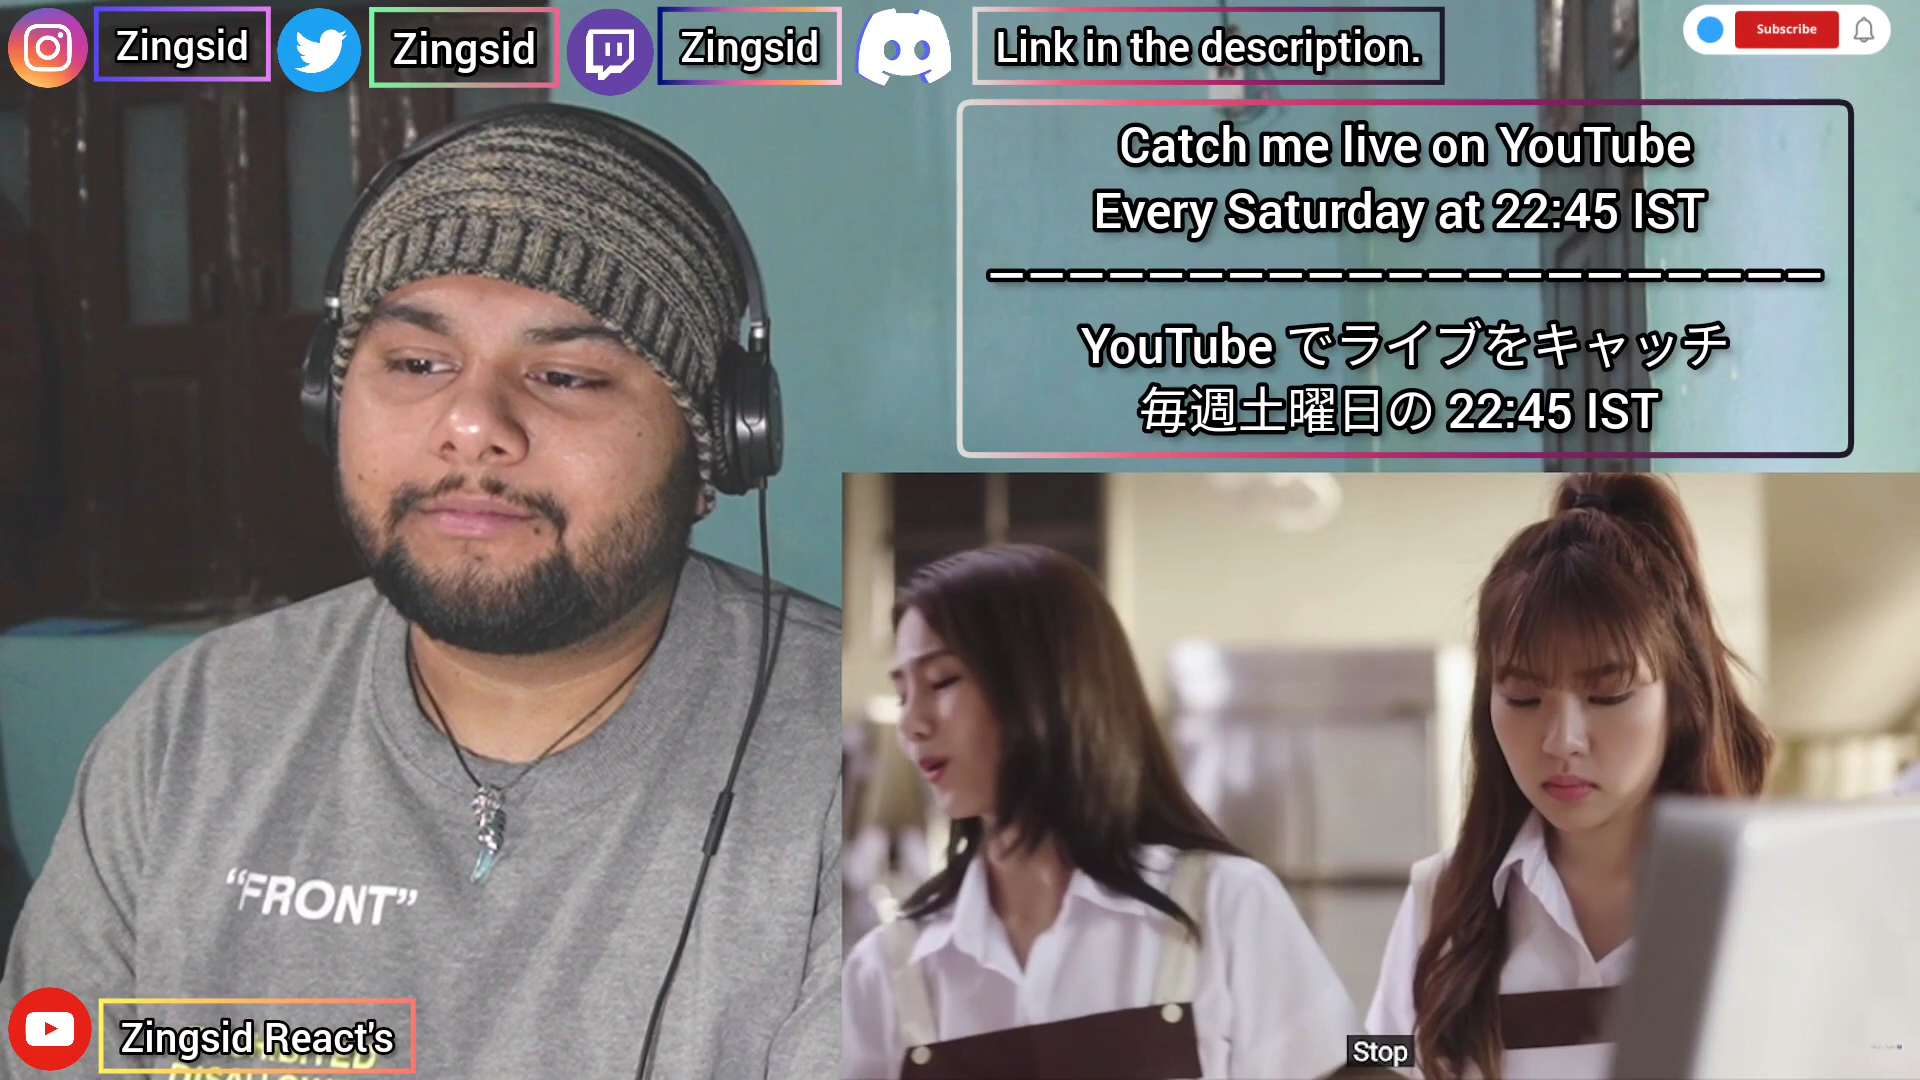 Zingsid
Zingsid
Zingsid
Link in the description.
Subscribe
Catch me live on YouTube
Every Saturday at 22:45 IST
YouTube でライブをキャッチ
毎週土曜日の 22:45 IST
"FRONT"
Stop
Zingsid React's